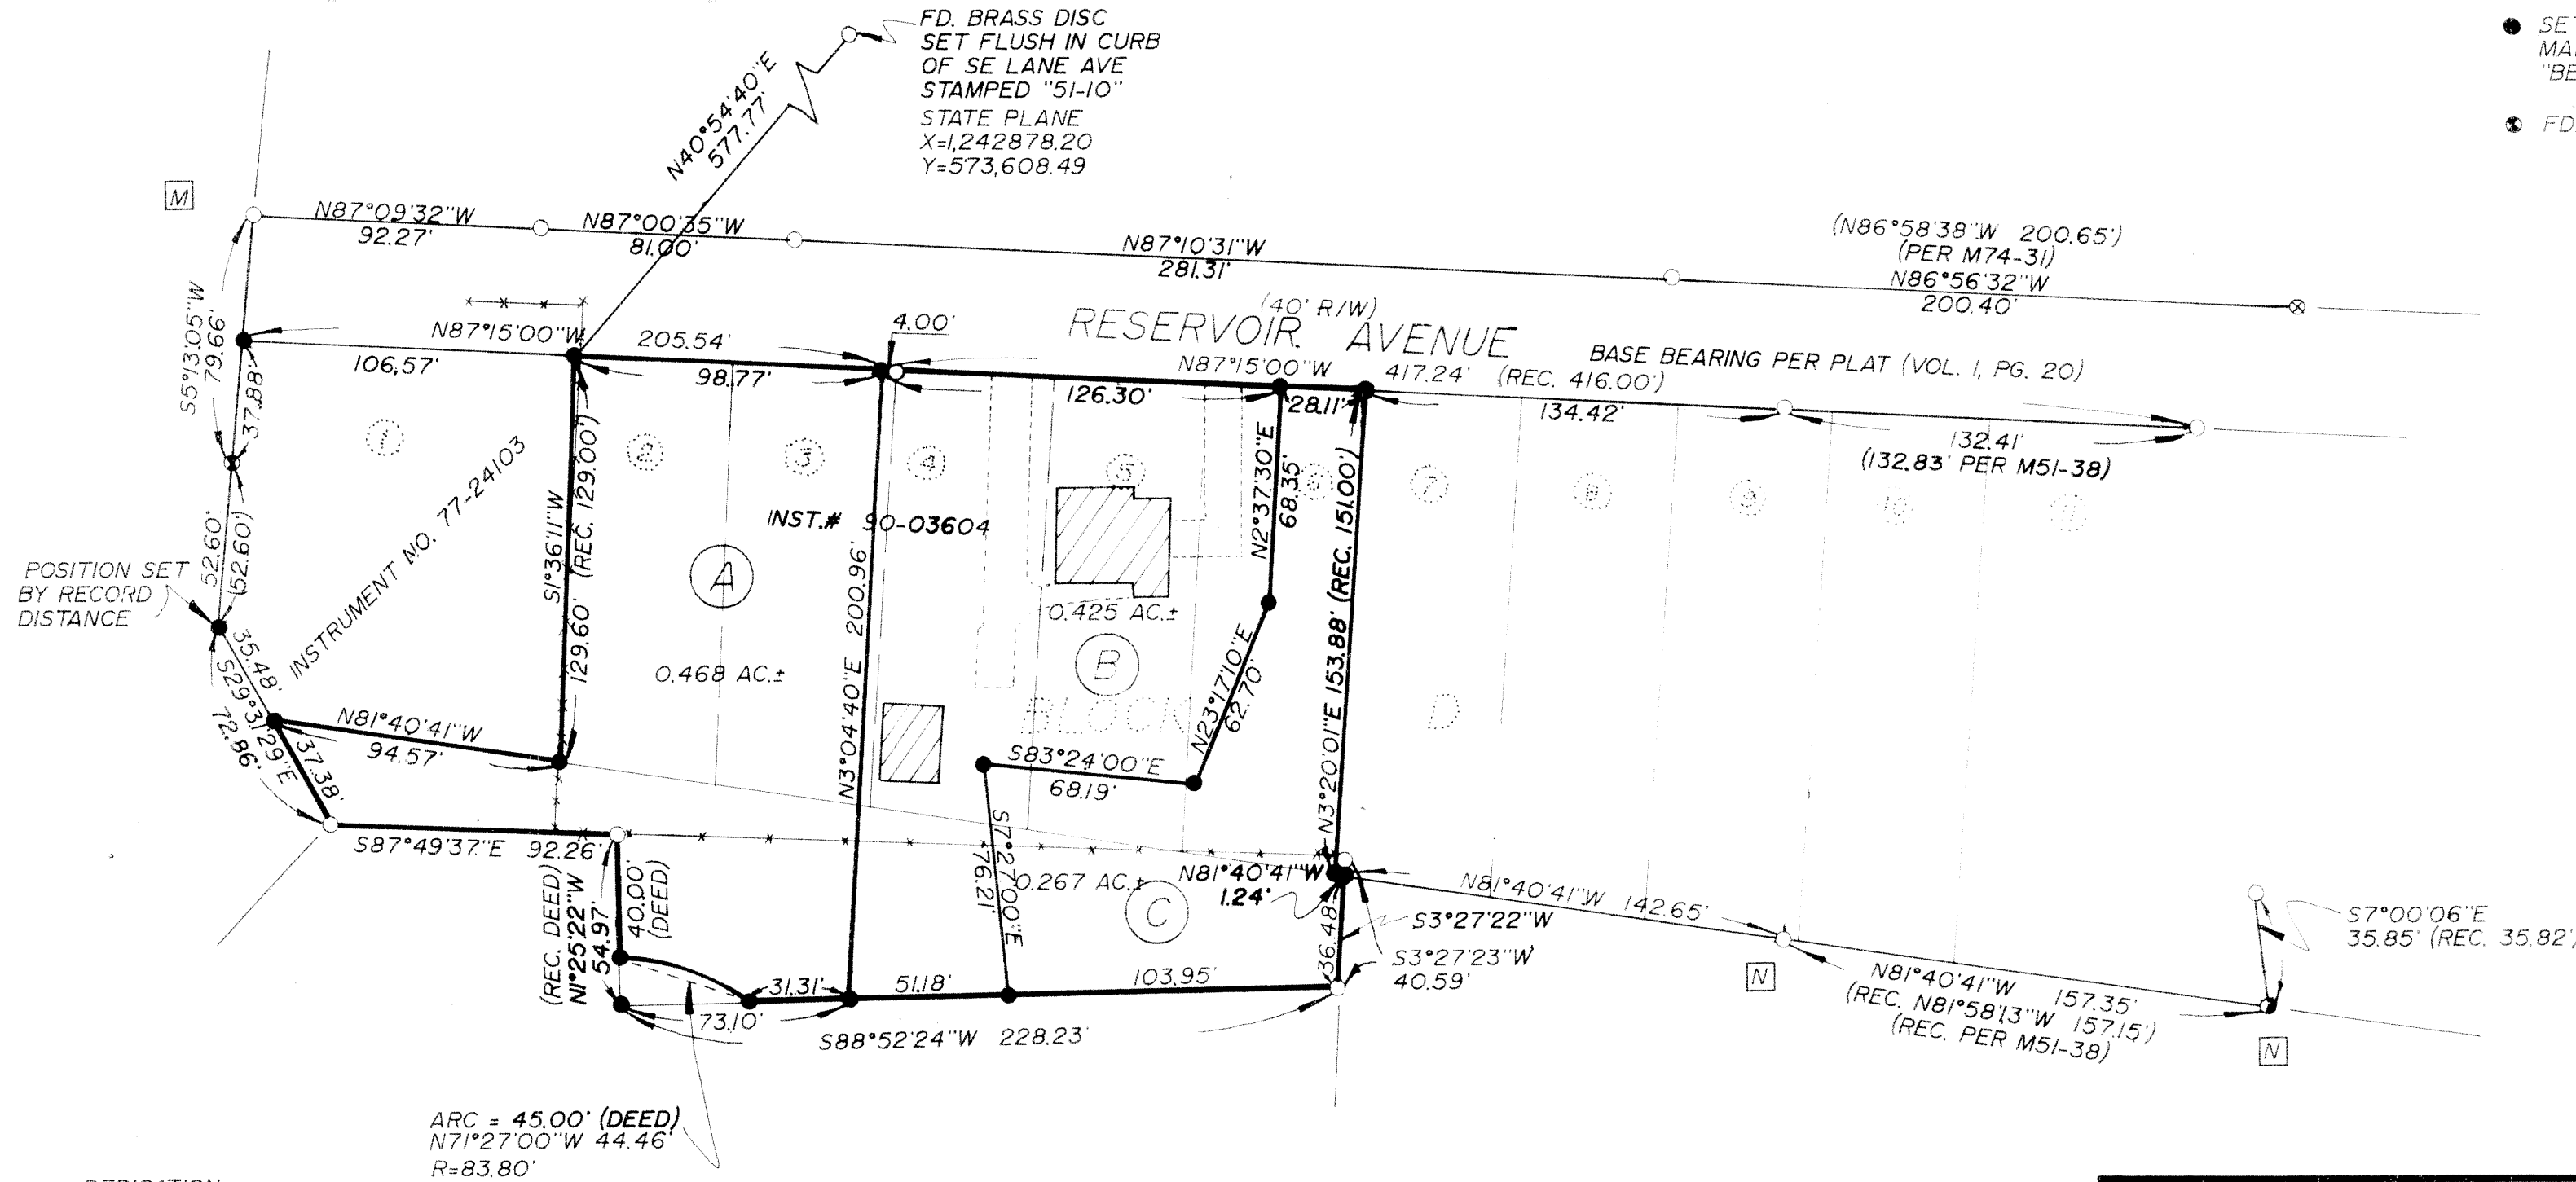 FD. BRASS DISC
SET FLUSH IN CURB
OF SE LANE AVE
STAMPED "51-10"
STATE PLANE
X=1,242878.20
Y=573,608.49
N40°54'40"E
577.77'
M
N87°09'32"W
92.27'
N87°00'35"W
81.00'
N87°10'31"W
281.31'
(N86°58'38"W 200.65')
(PER M74-31)
N86°56'32"W
200.40'
S5°13'05"W
79.66'
37.88'
52.60'
(52.60')
N87°15'00"W
106.57'
205.54'
98.77'
4.00'
(40' R/W)
RESERVOIR AVENUE
N87°15'00"W
126.30'
28.11'
417.24' (REC. 416.00')
BASE BEARING PER PLAT (VOL. 1, PG. 20)
134.42'
132.41'
(132.83' PER M51-38)
1
2
3
4
5
6
7
8
9
10
INSTRUMENT NO. 77-24103
S1°36'11"W
129.60' (REC. 129.00')
INST.# 90-03604
A
0.468 AC.±
N3°04'40"E 200.96'
0.425 AC.±
B
BLOCK
D
N2°37'30"E
68.35'
N23°17'10"E
62.70'
N3°20'01"E 153.88' (REC. 151.00')
POSITION SET
BY RECORD
DISTANCE
35.48'
S29°31'29"E
72.86'
37.38'
N81°40'41"W
94.57'
S83°24'00"E
68.19'
S7°27'00"E
76.21'
S87°49'37"E 92.26'
(REC. DEED)
N1°25'22"W
54.97'
40.00'
(DEED)
0.267 AC.±
C
N81°40'41"W
1.24'
36.48'
S3°27'22"W
S3°27'23"W
40.59'
N81°40'41"W 142.65'
N
N81°40'41"W 157.35'
(REC. N81°58'13"W 157.15')
(REC. PER M51-38)
S7°00'06"E
35.85' (REC. 35.82')
N
31.31'
51.18'
103.95'
73.10'
S88°52'24"W 228.23'
ARC = 45.00' (DEED)
N71°27'00"W 44.46'
R=83.80'
FD